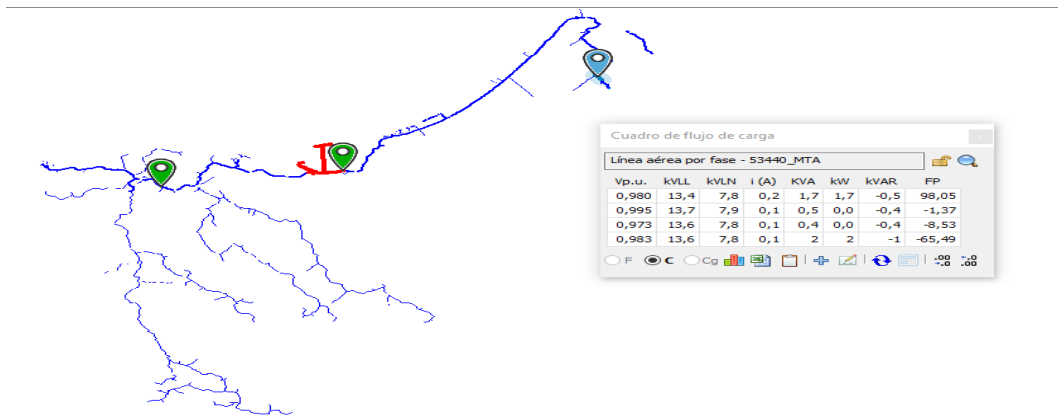 Cuadro de flujo de carga
Línea aérea por fase - 53440_MTA
Vp.u. kVLL kVLN i (A) KVA kW kVAR FP
0,980 13,4 7,8 0,2 1,7 1,7 -0,5 98,05
0,995 13,7 7,9 0,1 0,5 0,0 -0,4 -1,37
0,973 13,6 7,8 0,1 0,4 0,0 -0,4 -8,53
0,983 13,6 7,8 0,1 2 2 -1 -65,49
F C Cg